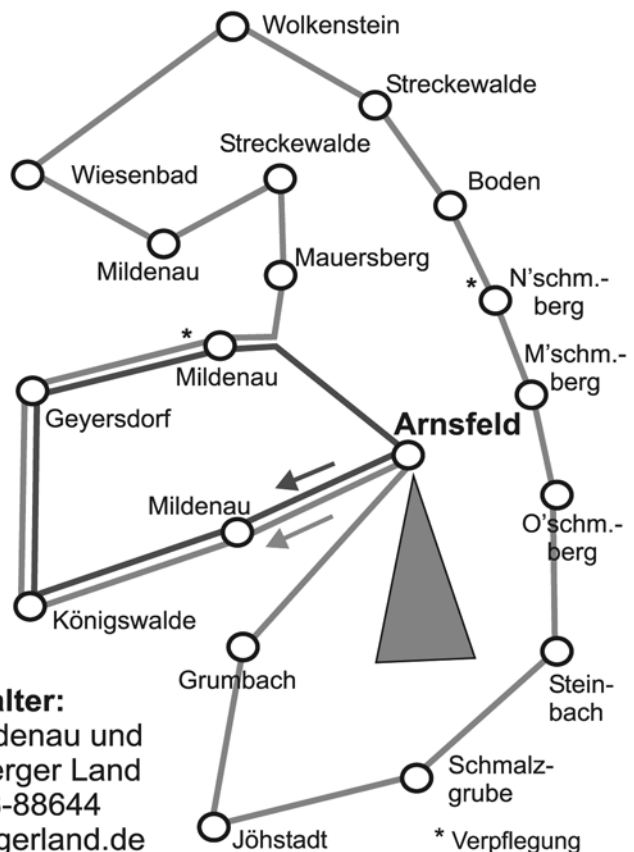 Wolkenstein
Streckewalde
Streckewalde
Wiesenbad
Boden
Mildenau
Mauersberg
* N'schm.-
berg
* Mildenau
M'schm.-
berg
Geyersdorf
Arnsfeld
Mildenau
O'schm.-
berg
Königswalde
Grumbach
Stein-
bach
alter:
denau und
erger Land
-88644
gerland.de
Schmalz-
grube
Jöhstadt
* Verpflegung